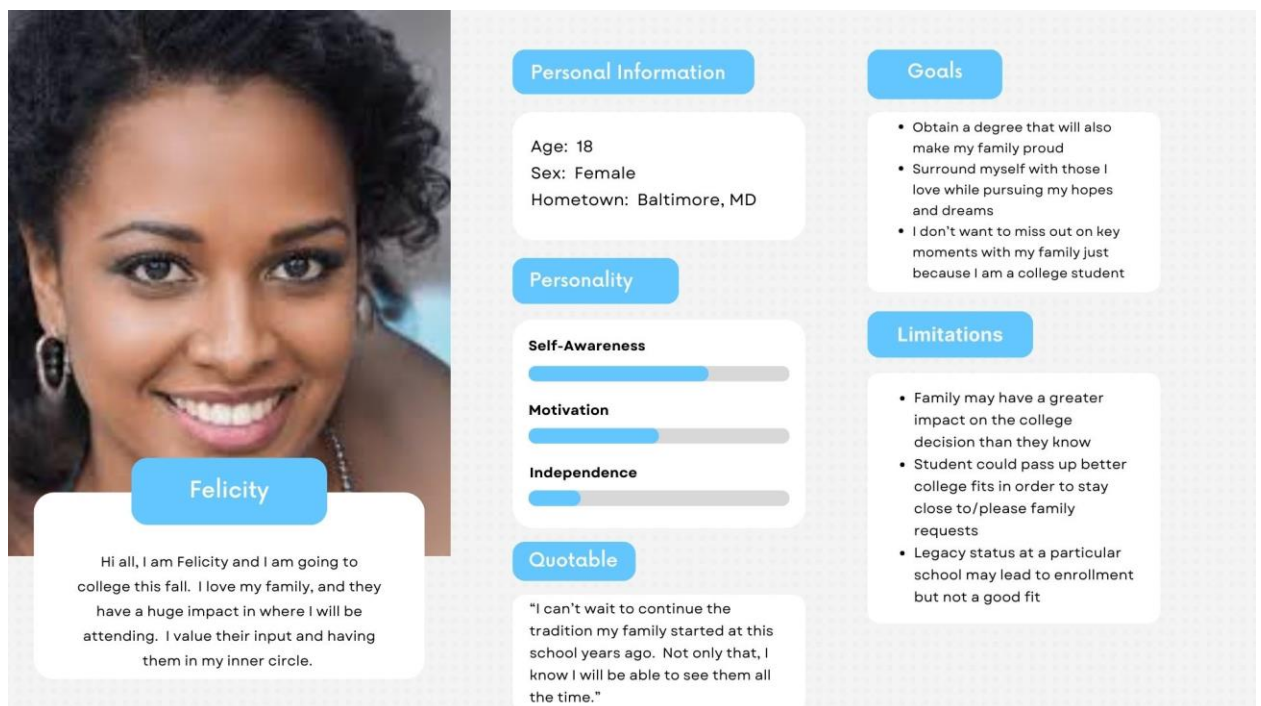 Felicity
Hi all, I am Felicity and I am going to
college this fall.  I love my family, and they
have a huge impact in where I will be
attending.  I value their input and having
them in my inner circle.
Personal Information
Age:  18
Sex:  Female
Hometown:  Baltimore, MD
Personality
Self-Awareness
Motivation
Independence
Quotable
“I can’t wait to continue the
tradition my family started at this
school years ago.  Not only that, I
know I will be able to see them all
the time.”
Goals
• Obtain a degree that will also
make my family proud
• Surround myself with those I
love while pursuing my hopes
and dreams
• I don’t want to miss out on key
moments with my family just
because I am a college student
Limitations
• Family may have a greater
impact on the college
decision than they know
• Student could pass up better
college fits in order to stay
close to/please family
requests
• Legacy status at a particular
school may lead to enrollment
but not a good fit